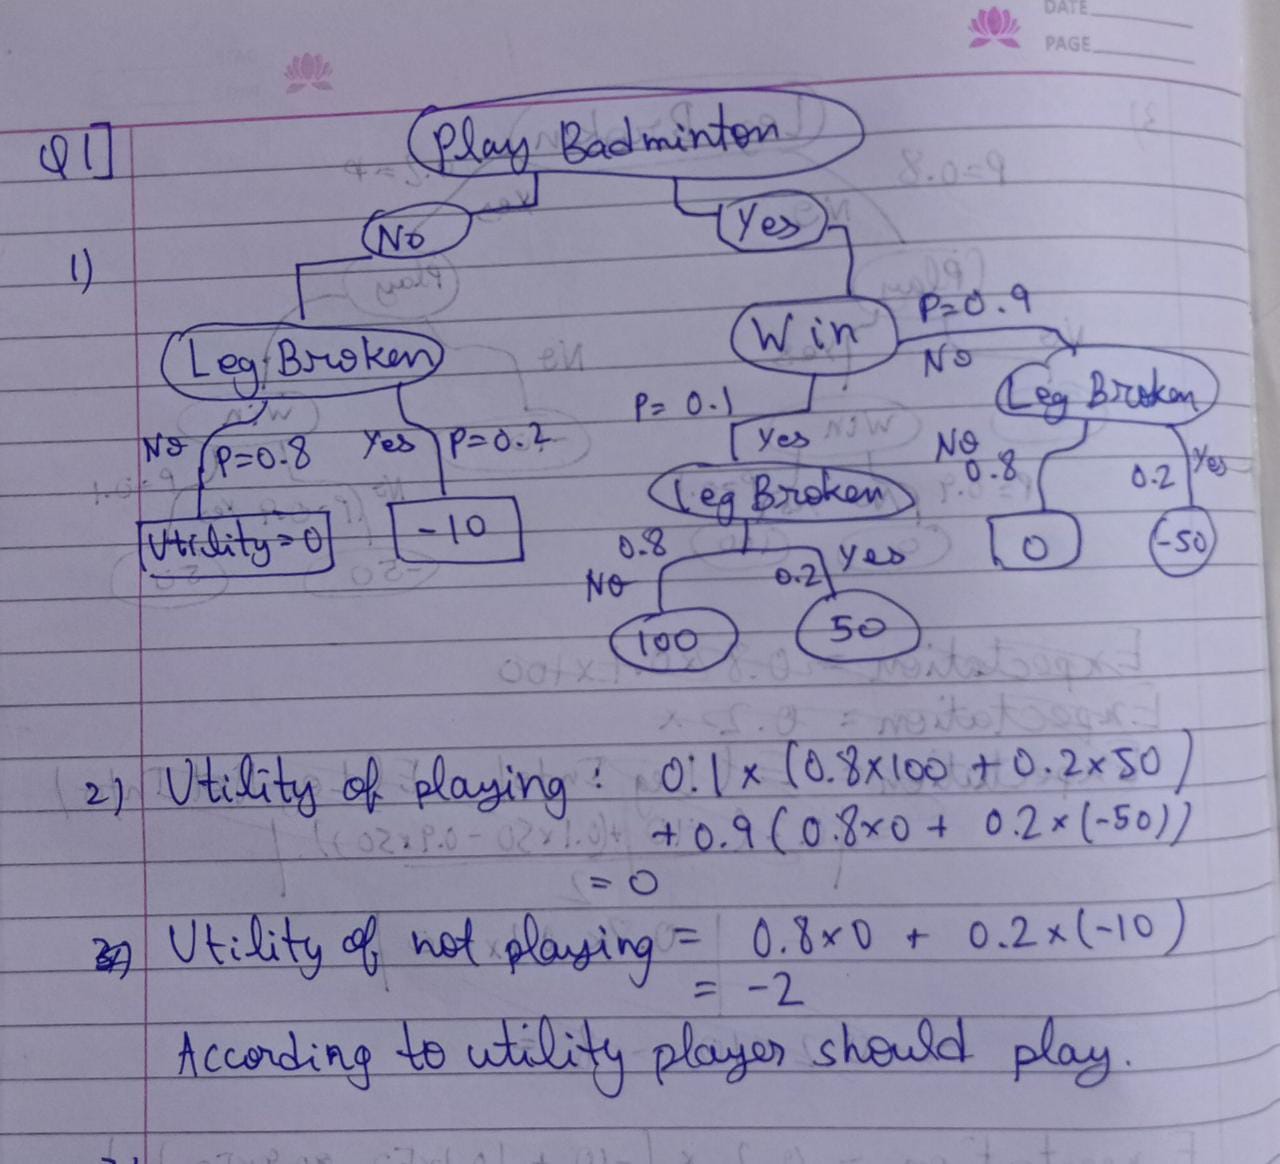 DATE
PAGE
Q1]
Play Badminton
No
Yes
1)
Win
P=0.9
No
Leg Broken
Leg Broken
P=0.1
Yes
No
P=0.8
Yes
P=0.2
No
0.8
0.2
Yes
Leg Broken
Utility=0
-10
0.8
No
0.2
Yes
0
-50
100
50
2) Utility of playing : 0.1x (0.8x100 + 0.2x50)
+ 0.9 (0.8x0 + 0.2x(-50))
= 0
Utility of not playing = 0.8x0 + 0.2x(-10)
= -2
According to utility player should play.